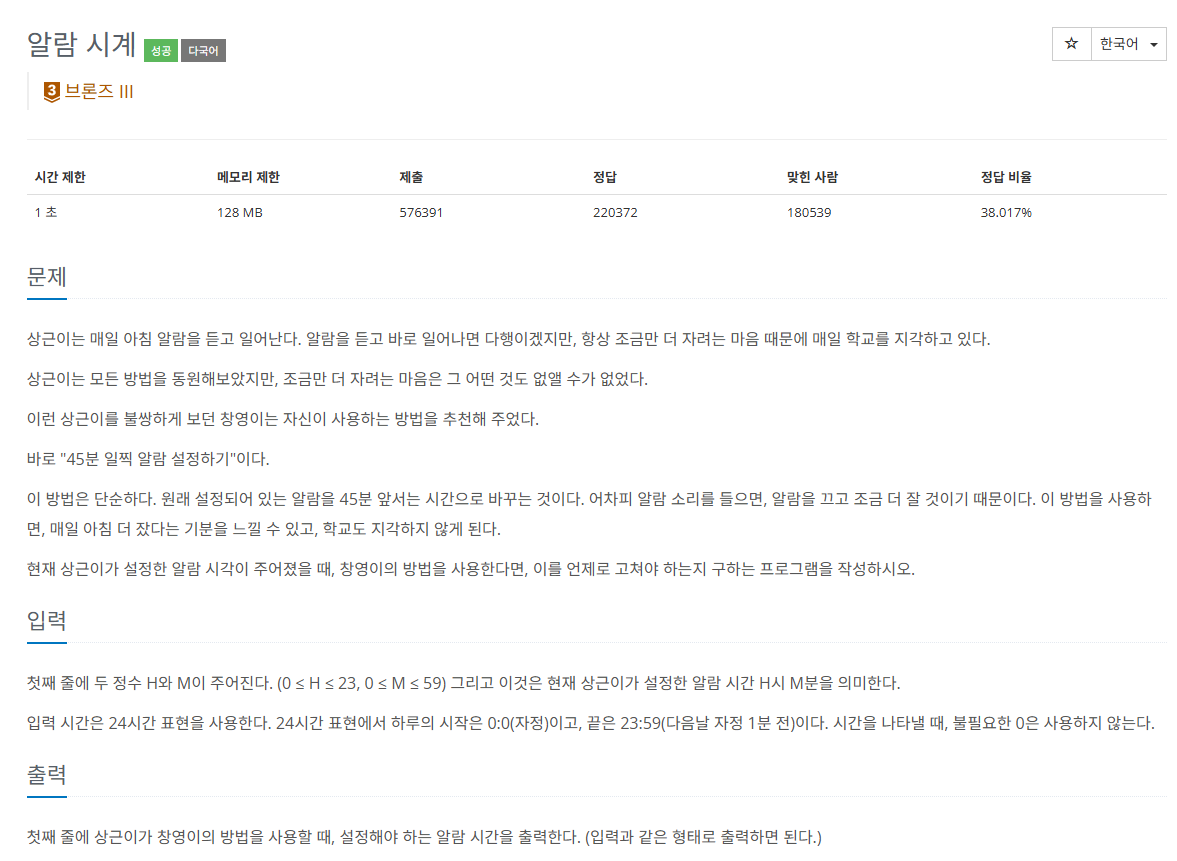 알람 시계 성공 다국어
☆ 한국어
3 브론즈 III
시간 제한 메모리 제한 제출 정답 맞힌 사람 정답 비율
1 초 128 MB 576391 220372 180539 38.017%
문제
상근이는 매일 아침 알람을 듣고 일어난다. 알람을 듣고 바로 일어나면 다행이겠지만, 항상 조금만 더 자려는 마음 때문에 매일 학교를 지각하고 있다.
상근이는 모든 방법을 동원해보았지만, 조금만 더 자려는 마음은 그 어떤 것도 없앨 수가 없었다.
이런 상근이를 불쌍하게 보던 창영이는 자신이 사용하는 방법을 추천해 주었다.
바로 "45분 일찍 알람 설정하기"이다.
이 방법은 단순하다. 원래 설정되어 있는 알람을 45분 앞서는 시간으로 바꾸는 것이다. 어차피 알람 소리를 들으면, 알람을 끄고 조금 더 잘 것이기 때문이다. 이 방법을 사용하
면, 매일 아침 더 잤다는 기분을 느낄 수 있고, 학교도 지각하지 않게 된다.
현재 상근이가 설정한 알람 시각이 주어졌을 때, 창영이의 방법을 사용한다면, 이를 언제로 고쳐야 하는지 구하는 프로그램을 작성하시오.
입력
첫째 줄에 두 정수 H와 M이 주어진다. (0 ≤ H ≤ 23, 0 ≤ M ≤ 59) 그리고 이것은 현재 상근이가 설정한 알람 시간 H시 M분을 의미한다.
입력 시간은 24시간 표현을 사용한다. 24시간 표현에서 하루의 시작은 0:0(자정)이고, 끝은 23:59(다음날 자정 1분 전)이다. 시간을 나타낼 때, 불필요한 0은 사용하지 않는다.
출력
첫째 줄에 상근이가 창영이의 방법을 사용할 때, 설정해야 하는 알람 시간을 출력한다. (입력과 같은 형태로 출력하면 된다.)